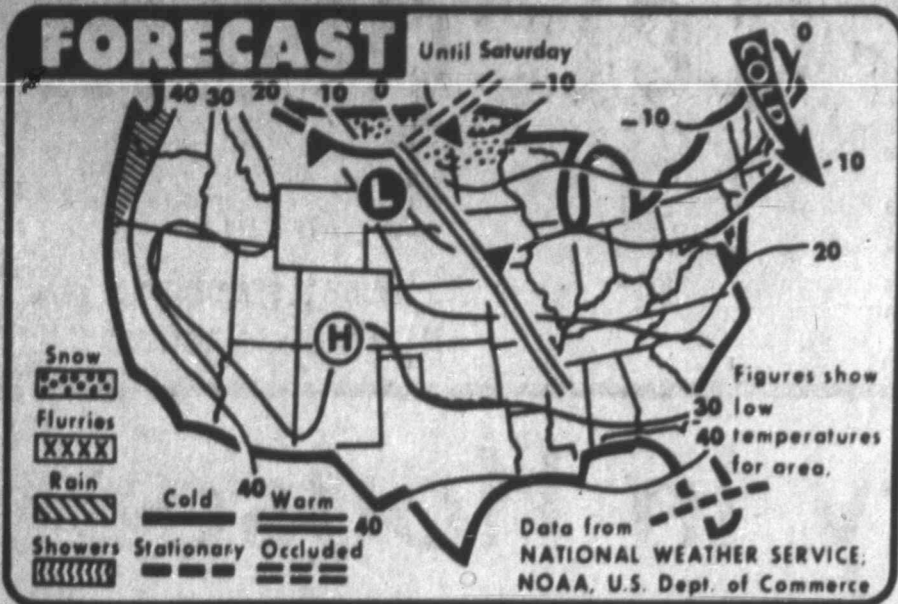 FORECAST Until Saturday
0
40 30 20 10 0 -10
-10
COLD
-10
L
20
H
Snow
Flurries
XXXX
Rain
Showers
Cold
Warm
Stationary
Occluded
40
40
30
40
Figures show
low
temperatures
for area.
Data from
NATIONAL WEATHER SERVICE,
NOAA, U.S. Dept. of Commerce